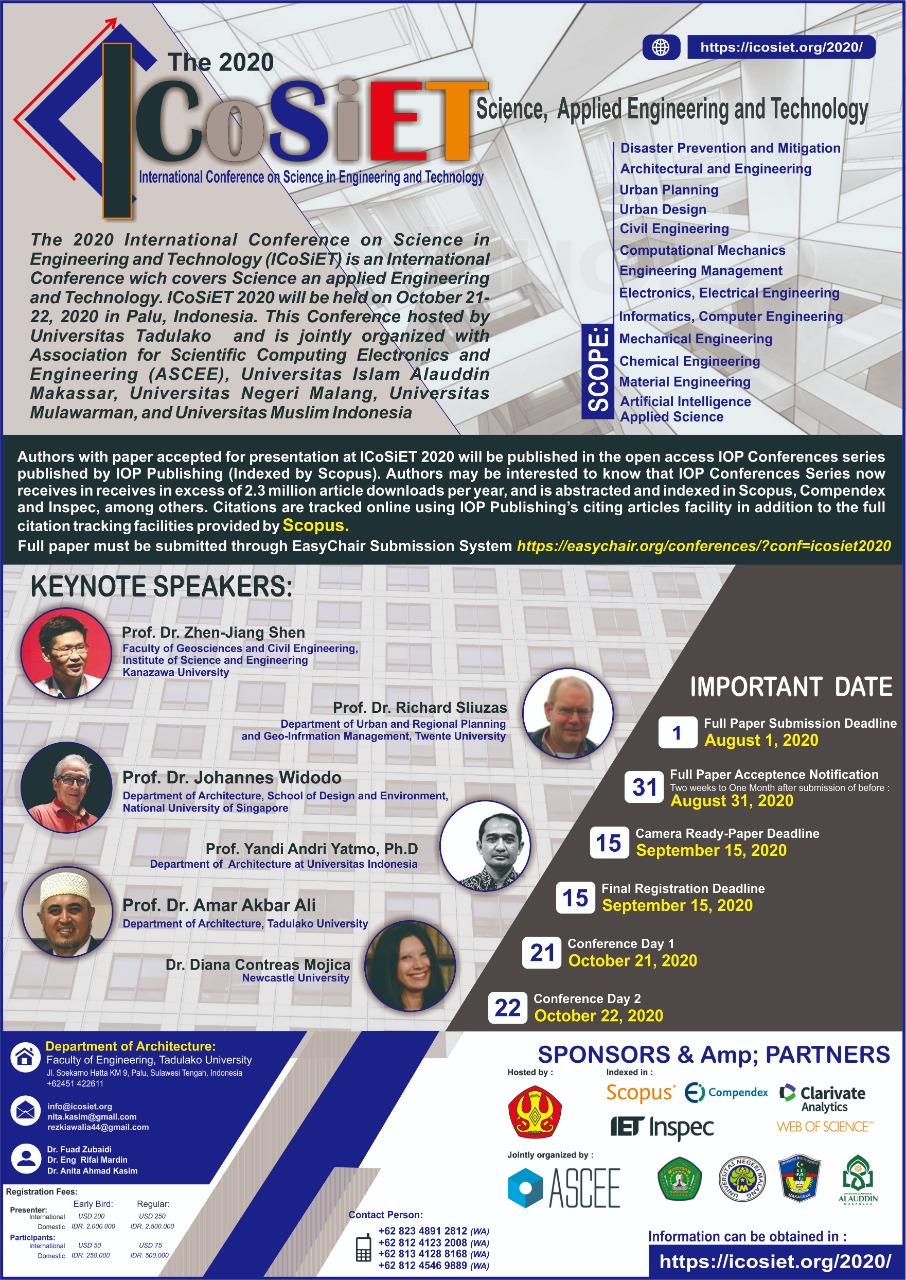 The 2020
https://icosiet.org/2020/
ICoSiET
International Conference on Science in Engineering and Technology
Science, Applied Engineering and Technology
The 2020 International Conference on Science in
Engineering and Technology (ICoSiET) is an International
Conference wich covers Science an applied Engineering
and Technology. ICoSiET 2020 will be held on October 21-
22, 2020 in Palu, Indonesia. This Conference hosted by
Universitas Tadulako and is jointly organized with
Association for Scientific Computing Electronics and
Engineering (ASCEE), Universitas Islam Alauddin
Makassar, Universitas Negeri Malang, Universitas
Mulawarman, and Universitas Muslim Indonesia
SCOPE:
Disaster Prevention and Mitigation
Architectural and Engineering
Urban Planning
Urban Design
Civil Engineering
Computational Mechanics
Engineering Management
Electronics, Electrical Engineering
Informatics, Computer Engineering
Mechanical Engineering
Chemical Engineering
Material Engineering
Artificial Intelligence
Applied Science
Authors with paper accepted for presentation at ICoSiET 2020 will be published in the open access IOP Conferences series
published by IOP Publishing (Indexed by Scopus). Authors may be interested to know that IOP Conferences Series now
receives in receives in excess of 2.3 million article downloads per year, and is abstracted and indexed in Scopus, Compendex
and Inspec, among others. Citations are tracked online using IOP Publishing's citing articles facility in addition to the full
citation tracking facilities provided by Scopus.
Full paper must be submitted through EasyChair Submission System https://easychair.org/conferences/?conf=icosiet2020
KEYNOTE SPEAKERS:
Prof. Dr. Zhen-Jiang Shen
Faculty of Geosciences and Civil Engineering,
Institute of Science and Engineering
Kanazawa University
Prof. Dr. Richard Sliuzas
Department of Urban and Regional Planning
and Geo-Infrmation Management, Twente University
Prof. Dr. Johannes Widodo
Department of Architecture, School of Design and Environment,
National University of Singapore
Prof. Yandi Andri Yatmo, Ph.D
Department of Architecture at Universitas Indonesia
Prof. Dr. Amar Akbar Ali
Department of Architecture, Tadulako University
Dr. Diana Contreas Mojica
Newcastle University
IMPORTANT DATE
1
Full Paper Submission Deadline
August 1, 2020
31
Full Paper Acceptence Notification
Two weeks to One Month after submission of before :
August 31, 2020
15
Camera Ready-Paper Deadline
September 15, 2020
15
Final Registration Deadline
September 15, 2020
21
Conference Day 1
October 21, 2020
22
Conference Day 2
October 22, 2020
Department of Architecture:
Faculty of Engineering, Tadulako University
Jl. Soekarno Hatta KM 9, Palu, Sulawesi Tengah, Indonesia
+62451 422611
info@icosiet.org
nita.kasim@gmail.com
rezkiawalia44@gmail.com
Dr. Fuad Zubaidi
Dr. Eng Rifai Mardin
Dr. Anita Ahmad Kasim
Registration Fees:
Early Bird: Regular:
Presenter:
International USD 200 USD 250
Domestic IDR. 2,000.000 IDR. 2,500.000
Participants:
International USD 50 USD 75
Domestic IDR. 250.000 IDR. 500.000
Contact Person:
+62 823 4891 2812 (WA)
+62 812 4123 2008 (WA)
+62 813 4128 8168 (WA)
+62 812 4546 9889 (WA)
SPONSORS & Amp; PARTNERS
Hosted by :
Indexed in :
Scopus®
Compendex
Clarivate
Analytics
IET Inspec
WEB OF SCIENCE™
Jointly organized by :
ASCEE
UNIVERSITAS NEGERI MALANG
ALAUDDIN
Information can be obtained in :
https://icosiet.org/2020/